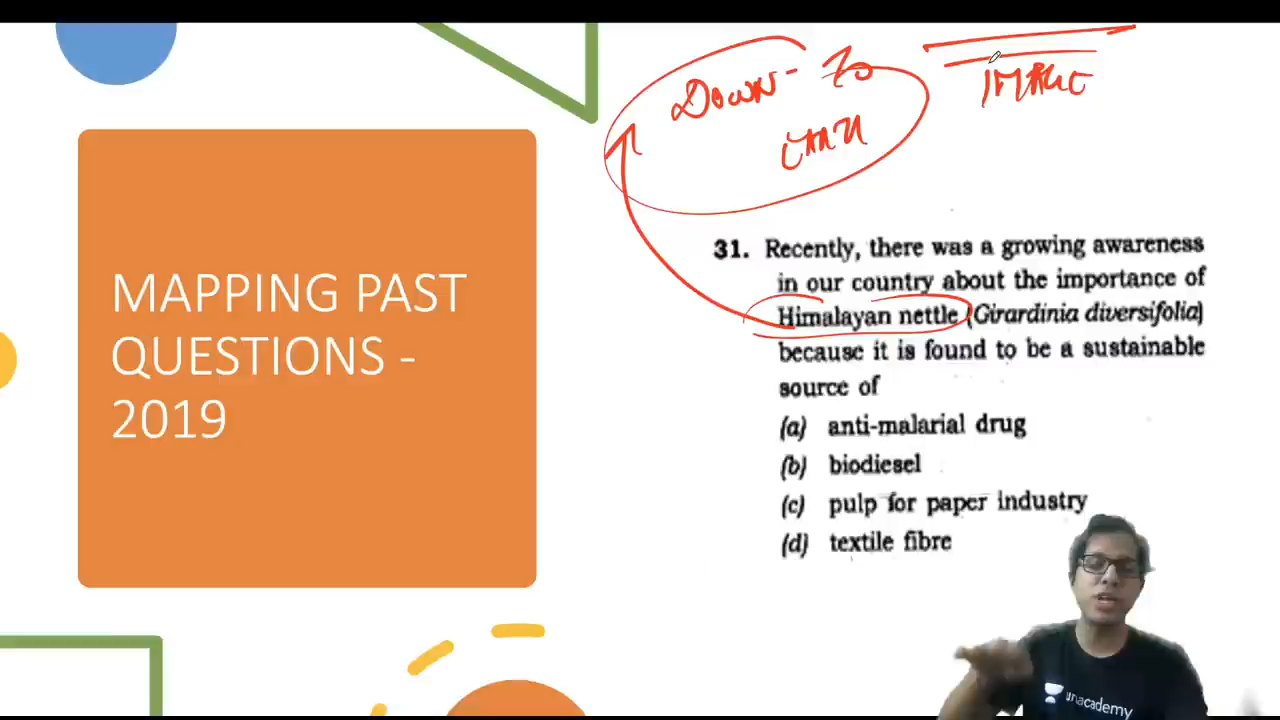 DOWN- TO
EARTH
IMAGE
MAPPING PAST
QUESTIONS -
2019
31. Recently, there was a growing awareness
in our country about the importance of
Himalayan nettle (Girardinia diversifolia)
because it is found to be a sustainable
source of
(a) anti-malarial drug
(b) biodiesel
(c) pulp for paper industry
(d) textile fibre
unacademy